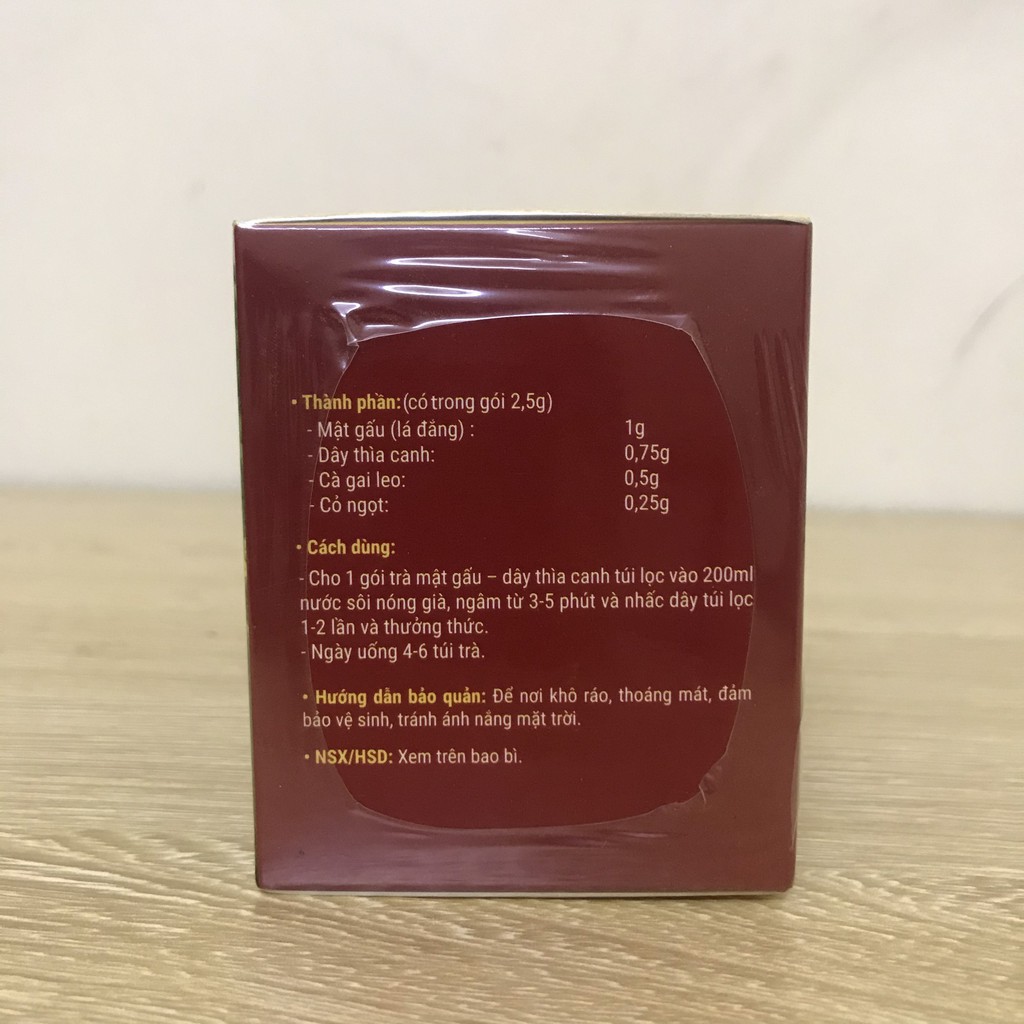 • Thành phần: (có trong gói 2,5g)
- Mật gấu (lá đắng) : 1g
- Dây thìa canh: 0,75g
- Cà gai leo: 0,5g
- Cỏ ngọt: 0,25g
• Cách dùng:
- Cho 1 gói trà mật gấu – dây thìa canh túi lọc vào 200ml
nước sôi nóng già, ngâm từ 3-5 phút và nhấc dây túi lọc
1-2 lần và thưởng thức.
- Ngày uống 4-6 túi trà.
• Hướng dẫn bảo quản: Để nơi khô ráo, thoáng mát, đảm
bảo vệ sinh, tránh ánh nắng mặt trời.
• NSX/HSD: Xem trên bao bì.